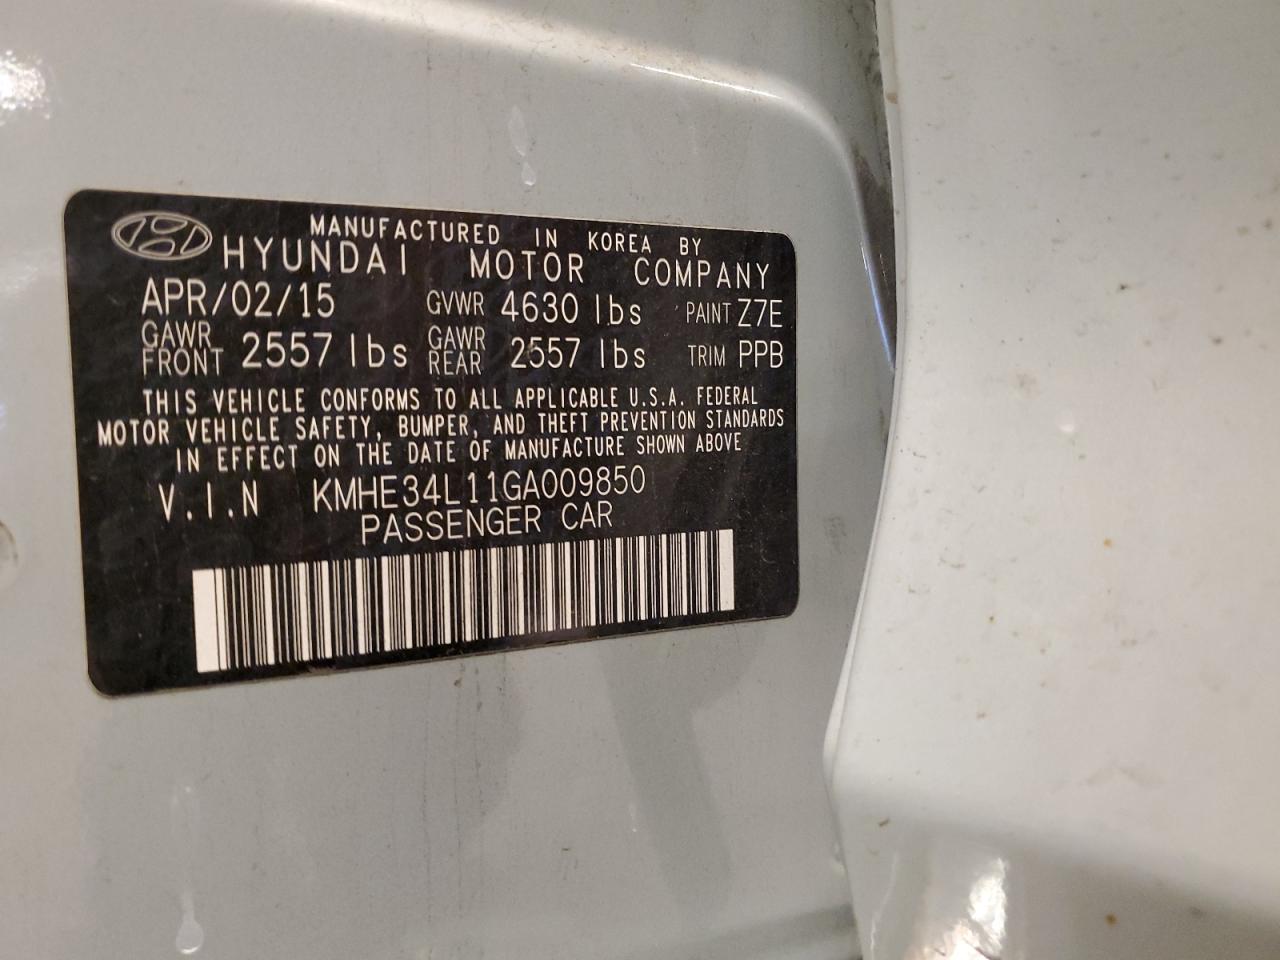 MANUFACTURED IN KOREA BY
HYUNDAI MOTOR COMPANY
APR/02/15 GVWR 4630 lbs PAINT Z7E
GAWR FRONT 2557 lbs GAWR REAR 2557 lbs TRIM PPB
THIS VEHICLE CONFORMS TO ALL APPLICABLE U.S.A. FEDERAL
MOTOR VEHICLE SAFETY, BUMPER, AND THEFT PREVENTION STANDARDS
IN EFFECT ON THE DATE OF MANUFACTURE SHOWN ABOVE
V.I.N KMHE34L11GA009850
PASSENGER CAR